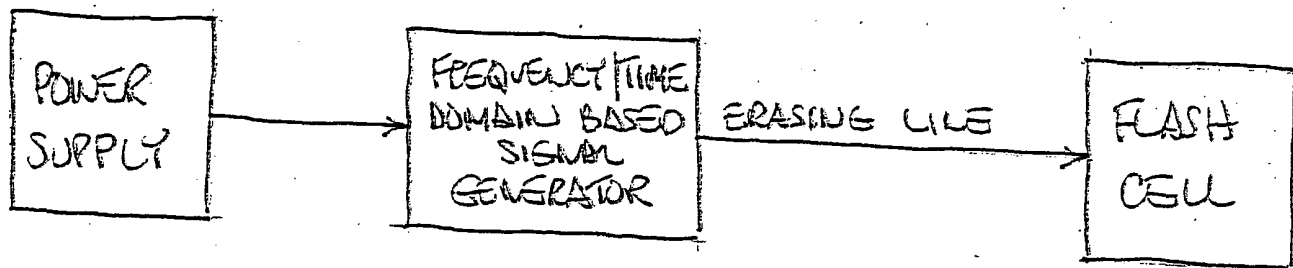 POWER
SUPPLY
FREQUENCY/TIME
DOMAIN BASED
SIGNAL
GENERATOR
ERASING LINE
FLASH
CELL